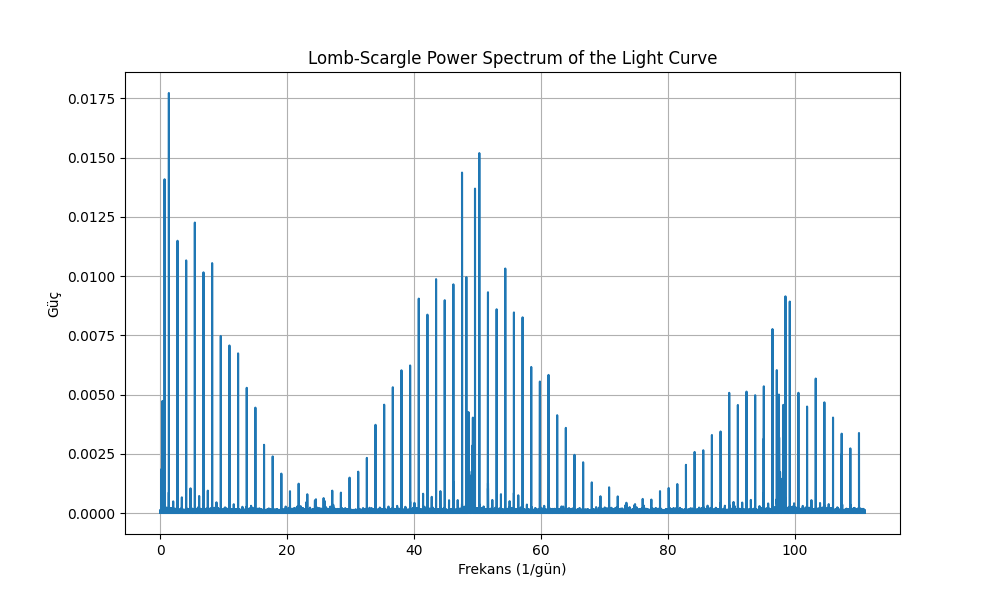 Lomb-Scargle Power Spectrum of the Light Curve
0.0175
0.0150
0.0125
0.0100
0.0075
0.0050
0.0025
0.0000
Güç
0 20 40 60 80 100
Frekans (1/gün)